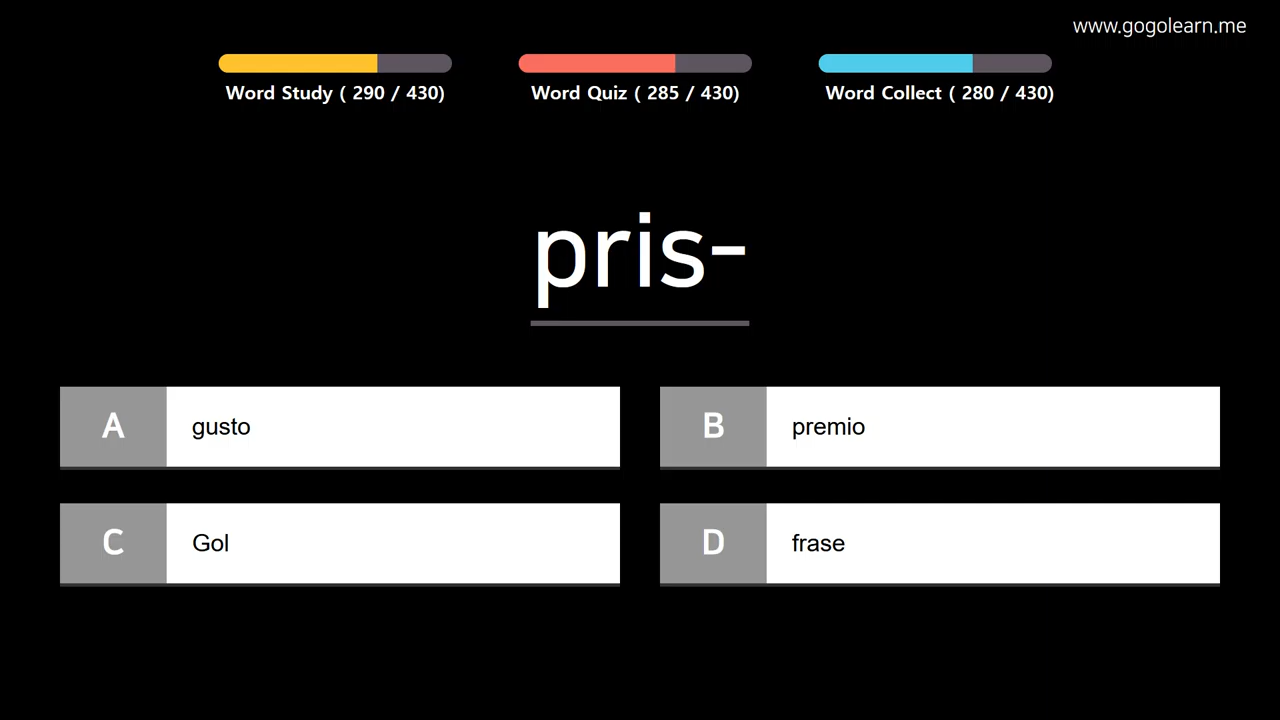 www.gogolearn.me
Word Study ( 290 / 430)
Word Quiz ( 285 / 430)
Word Collect ( 280 / 430)
pris-
A
gusto
B
premio
C
Gol
D
frase